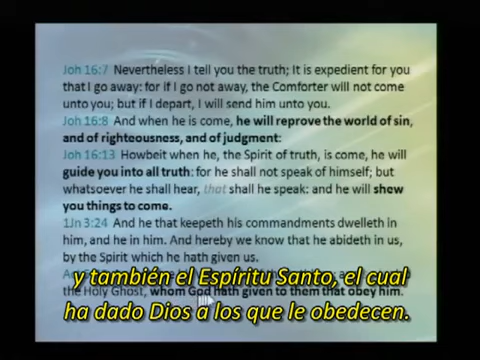 Joh 16:7 Nevertheless I tell you the truth; It is expedient for you
that I go away: for if I go not away, the Comforter will not come
unto you; but if I depart, I will send him unto you.
Joh 16:8 And when he is come, he will reprove the world of sin,
and of righteousness, and of judgment:
Joh 16:13 Howbeit when he, the Spirit of truth, is come, he will
guide you into all truth: for he shall not speak of himself; but
whatsoever he shall hear, that shall he speak: and he will shew
you things to come.
1Jn 3:24 And he that keepeth his commandments dwelleth in
him, and he in him. And hereby we know that he abideth in us,
by the Spirit which he hath given us.
y también el Espíritu Santo, el cual
the Holy Ghost, whom God hath given to them that obey him.
ha dado Dios a los que le obedecen.